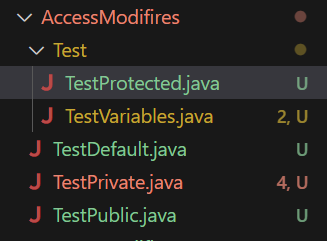 AccessModifires
Test
J TestProtected.java U
J TestVariables.java 2, U
J TestDefault.java U
J TestPrivate.java 4, U
J TestPublic.java U